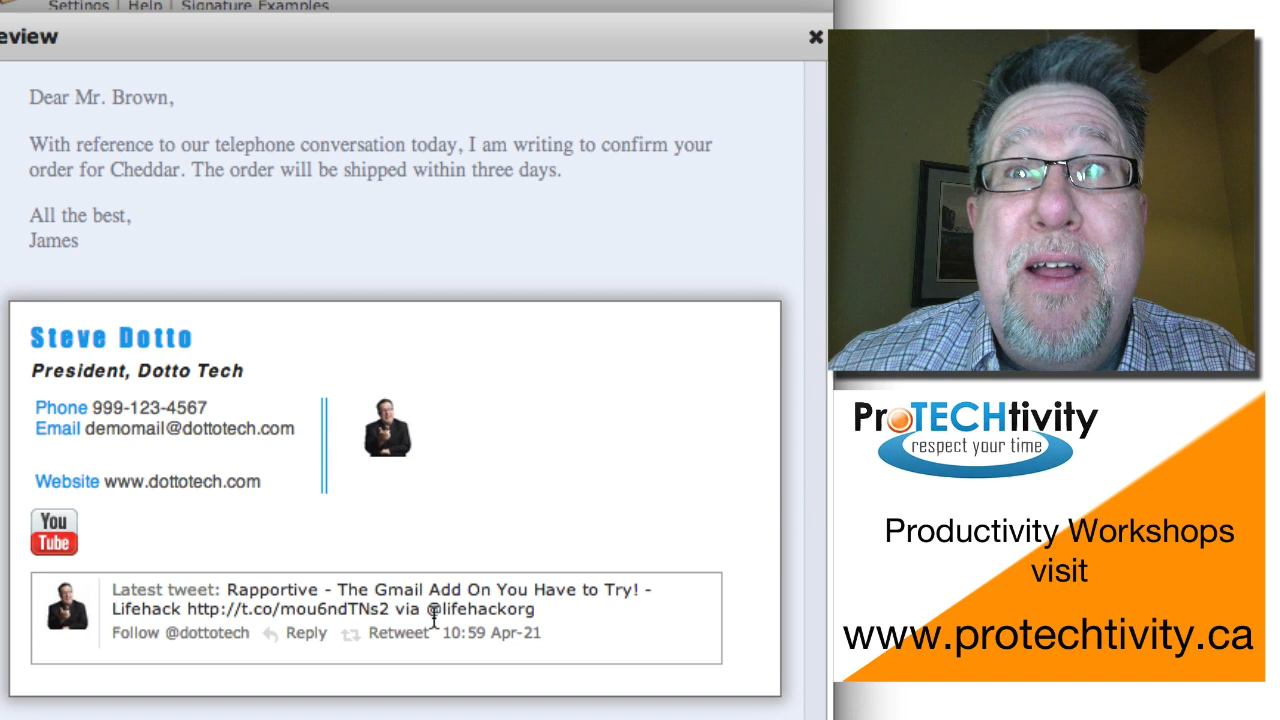 Settings | Help | Signature Examples
eview
Dear Mr. Brown,
With reference to our telephone conversation today, I am writing to confirm your
order for Cheddar. The order will be shipped within three days.
All the best,
James
Steve Dotto
President, Dotto Tech
Phone 999-123-4567
Email demomail@dottotech.com
Website www.dottotech.com
You
Tube
Latest tweet: Rapportive - The Gmail Add On You Have to Try! -
Lifehack http://t.co/mou6ndTNs2 via @lifehackorg
Follow @dottotech Reply Retweet 10:59 Apr-21
ProTECHtivity
respect your time
Productivity Workshops
visit
www.protechtivity.ca